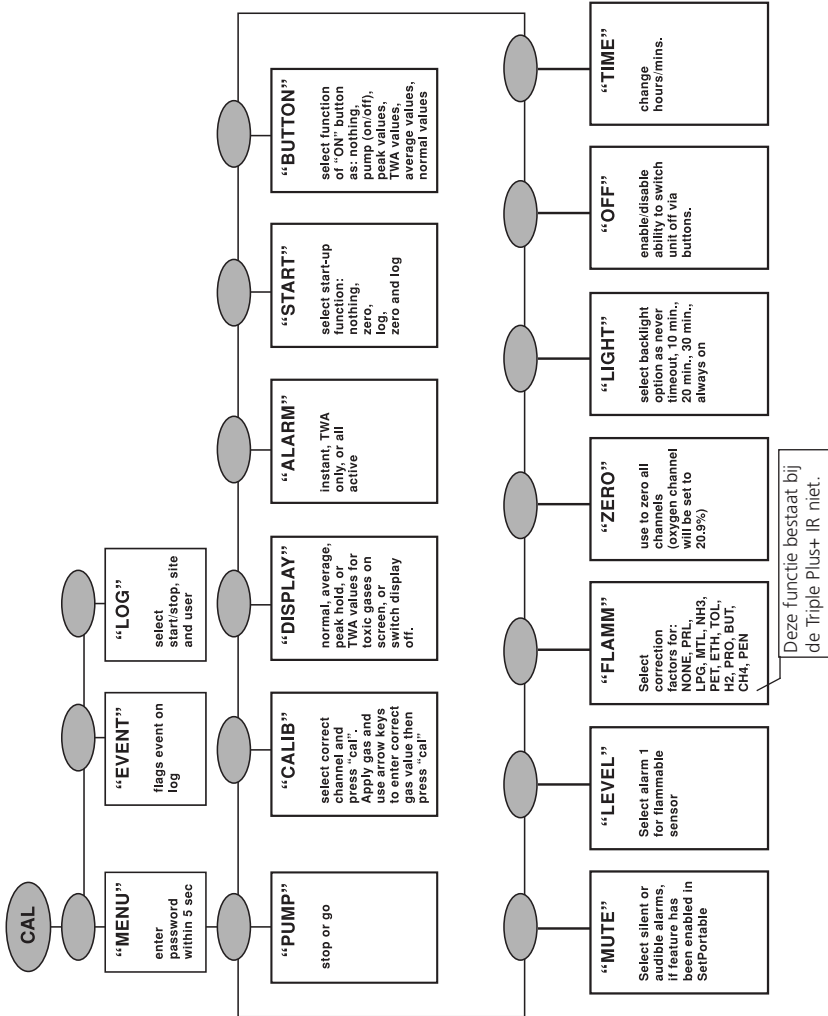 CAL
“MENU”
enter
password
within 5 sec
“EVENT”
flags event on
log
“LOG”
select
start/stop, site
and user
“PUMP”
stop or go
“CALIB”
select correct
channel and
press “cal”.
Apply gas and
use arrow keys
to enter correct
gas value then
press “cal”
“DISPLAY”
normal, average,
peak hold, or
TWA values for
toxic gases on
screen, or
switch display
off.
“ALARM”
instant, TWA
only, or all
active
“START”
select start-up
function:
nothing,
zero,
log,
zero and log
“BUTTON”
select function
of “ON” button
as: nothing,
pump (on/off),
peak values,
TWA values,
average values,
normal values
“MUTE”
Select silent or
audible alarms,
if feature has
been enabled in
SetPortable
“LEVEL”
Select alarm 1
for flammable
sensor
“FLAMM”
Select
correction
factors for:
NONE, PRL,
LPG, MTL, NH3,
PET, ETH, TOL,
H2, PRO, BUT,
CH4, PEN
“ZERO”
use to zero all
channels
(oxygen channel
will be set to
20.9%)
“LIGHT”
select backlight
option as never
timeout, 10 min.,
20 min., 30 min.,
always on
“OFF”
enable/disable
ability to switch
unit off via
buttons.
“TIME”
change
hours/mins.
Deze functie bestaat bij
de Triple Plus+ IR niet.